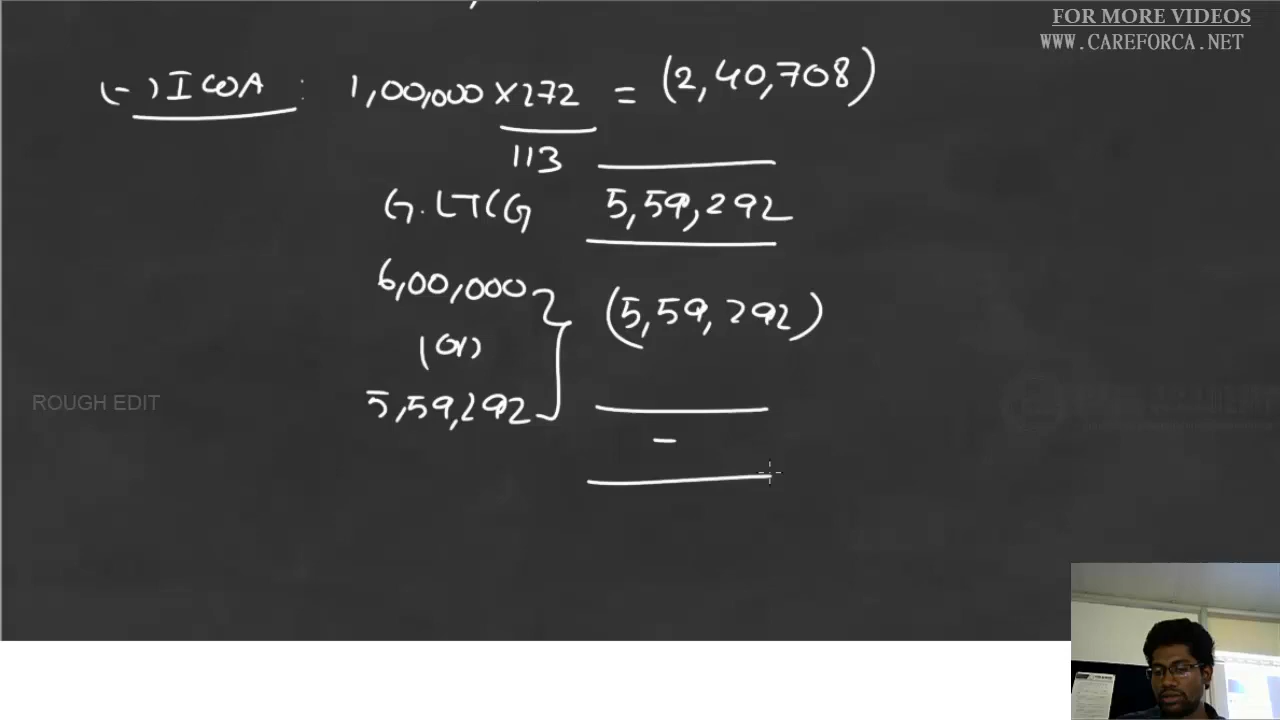 FOR MORE VIDEOS
WWW.CAREFORCA.NET
(-) ICOA : 1,00,000 × 272 = (2,40,708)
113
G.LTCG 5,59,292
6,00,000
(or)
5,59,292
(5,59,292)
-
ROUGH EDIT